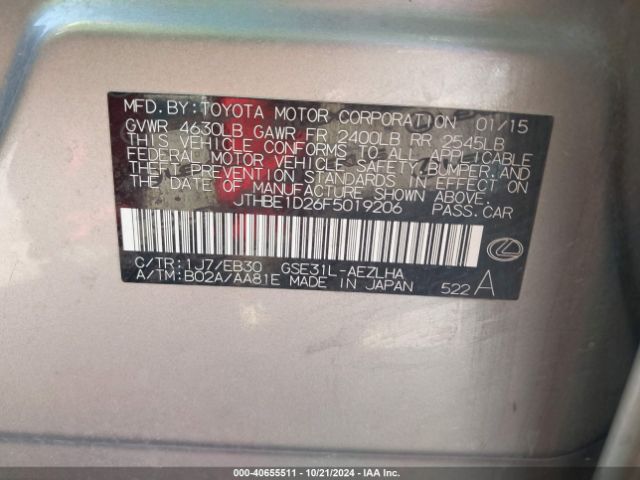 MFD. BY: TOYOTA MOTOR CORPORATION 01/15
GVWR 4630LB GAWR FR 2400LB RR 2545LB
THIS VEHICLE CONFORMS TO ALL APPLICABLE
FEDERAL MOTOR VEHICLE SAFETY, BUMPER, AND
THEFT PREVENTION STANDARDS IN EFFECT ON
THE DATE OF MANUFACTURE SHOWN ABOVE.
JTHBE1D26F5019206 PASS. CAR
C/TR: 1J7/EB30 GSE31L-AEZLHA
A/TM: B02A/AA81E MADE IN JAPAN 522 A
000-40655511 - 10/21/2024 - IAA Inc.